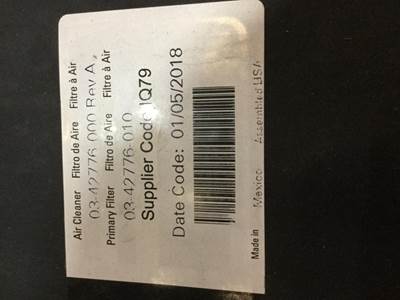 Air Cleaner Filtro de Aire Filtre à Air
03-42776-000 Rev A
Primary Filter Filtro de Aire Filtre à Air
03-42776-010
Supplier Code IQ79
Date Code: 01/05/2018
Made in Mexico Assembled USA